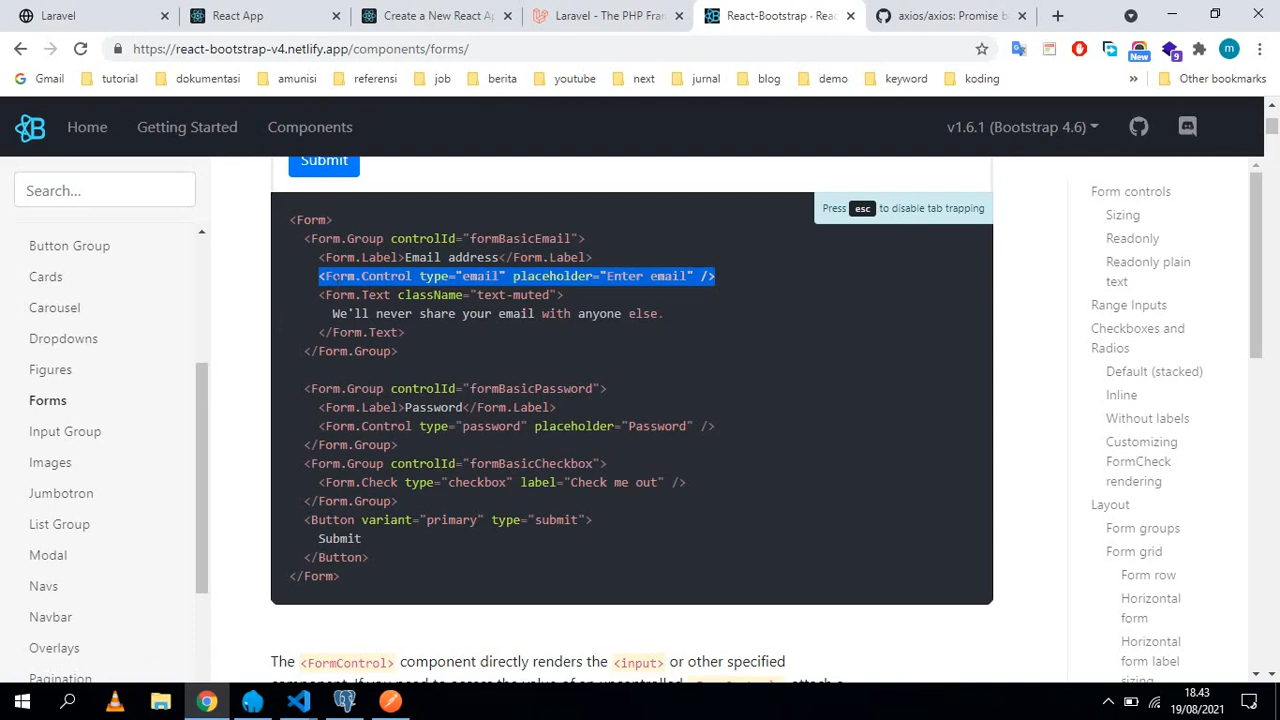 Laravel
React App
Create a New React Ap
Laravel - The PHP Fran
React-Bootstrap · Reac
axios/axios: Promise b
https://react-bootstrap-v4.netlify.app/components/forms/
New
9
m
Gmail
tutorial
dokumentasi
amunisi
referensi
job
berita
youtube
next
jurnal
blog
demo
keyword
koding
»
Other bookmarks
Home
Getting Started
Components
v1.6.1 (Bootstrap 4.6)
Search...
Button Group
Cards
Carousel
Dropdowns
Figures
Forms
Input Group
Images
Jumbotron
List Group
Modal
Navs
Navbar
Overlays
Pagination
Submit
Press esc to disable tab trapping
<Form>
<Form.Group controlId="formBasicEmail">
<Form.Label>Email address</Form.Label>
<Form.Control type="email" placeholder="Enter email" />
<Form.Text className="text-muted">
We'll never share your email with anyone else.
</Form.Text>
</Form.Group>
<Form.Group controlId="formBasicPassword">
<Form.Label>Password</Form.Label>
<Form.Control type="password" placeholder="Password" />
</Form.Group>
<Form.Group controlId="formBasicCheckbox">
<Form.Check type="checkbox" label="Check me out" />
</Form.Group>
<Button variant="primary" type="submit">
Submit
</Button>
</Form>
The <FormControl> component directly renders the <input> or other specified
Form controls
Sizing
Readonly
Readonly plain
text
Range Inputs
Checkboxes and
Radios
Default (stacked)
Inline
Without labels
Customizing
FormCheck
rendering
Layout
Form groups
Form grid
Form row
Horizontal
form
Horizontal
form label
sizing
18.43
19/08/2021